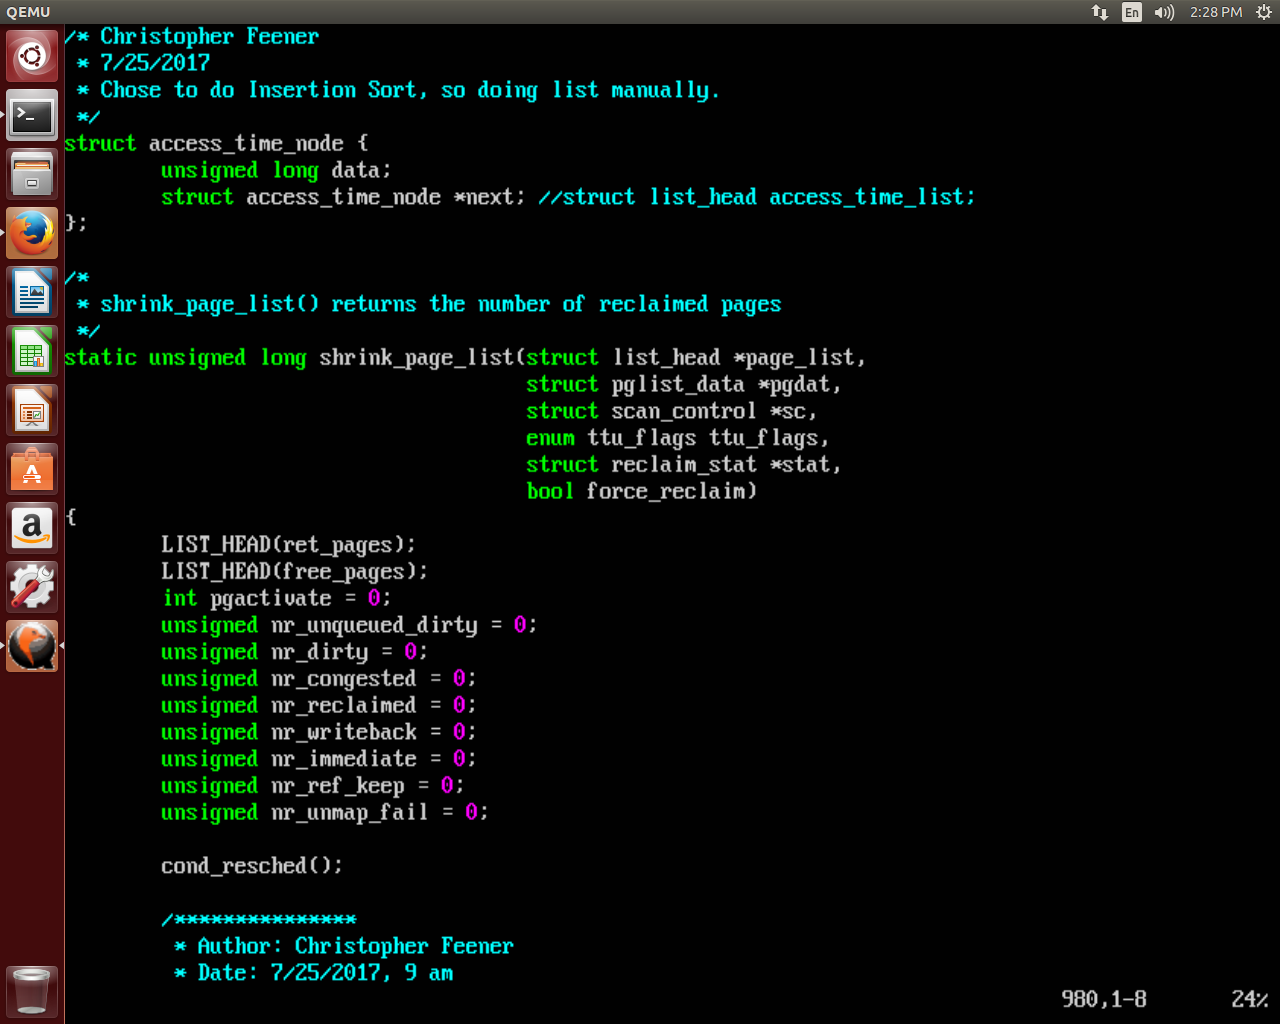 QEMU
En
2:28 PM
/* Christopher Feener
 * 7/25/2017
 * Chose to do Insertion Sort, so doing list manually.
 */
struct access_time_node {
        unsigned long data;
        struct access_time_node *next; //struct list_head access_time_list;
};

/*
 * shrink_page_list() returns the number of reclaimed pages
 */
static unsigned long shrink_page_list(struct list_head *page_list,
                                      struct pglist_data *pgdat,
                                      struct scan_control *sc,
                                      enum ttu_flags ttu_flags,
                                      struct reclaim_stat *stat,
                                      bool force_reclaim)
{
        LIST_HEAD(ret_pages);
        LIST_HEAD(free_pages);
        int pgactivate = 0;
        unsigned nr_unqueued_dirty = 0;
        unsigned nr_dirty = 0;
        unsigned nr_congested = 0;
        unsigned nr_reclaimed = 0;
        unsigned nr_writeback = 0;
        unsigned nr_immediate = 0;
        unsigned nr_ref_keep = 0;
        unsigned nr_unmap_fail = 0;

        cond_resched();

        /***************
         * Author: Christopher Feener
         * Date: 7/25/2017, 9 am
980,1-8 24%